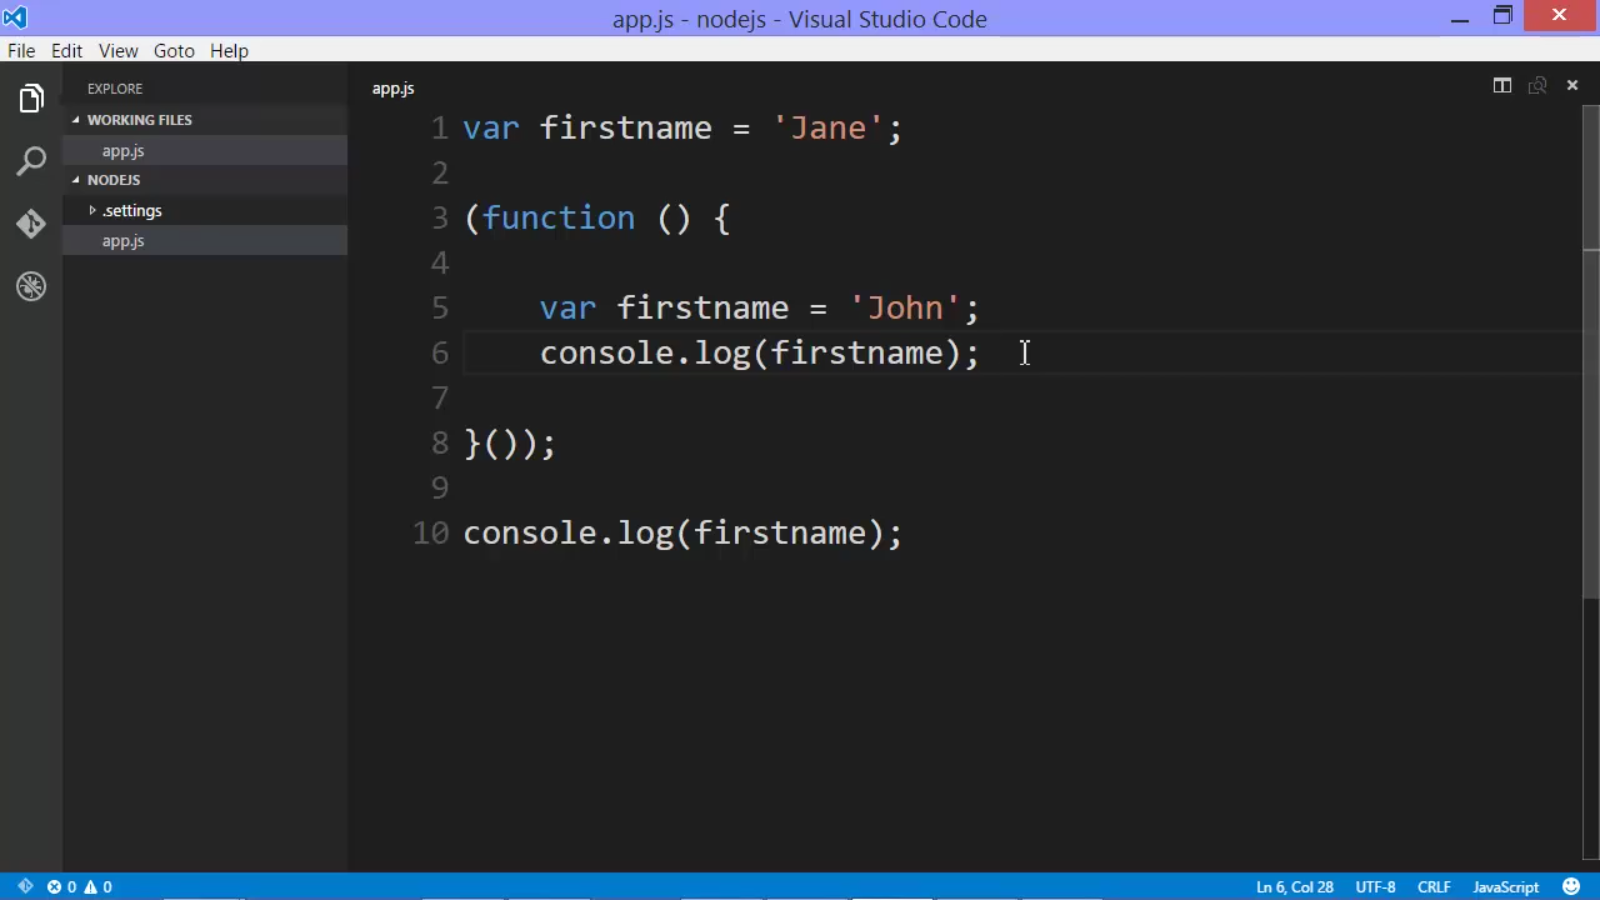 app.js - nodejs - Visual Studio Code
File Edit View Goto Help
EXPLORE
WORKING FILES
app.js
NODEJS
.settings
app.js
app.js
1 var firstname = 'Jane';
2
3 (function () {
4
5     var firstname = 'John';
6     console.log(firstname);
7
8 }());
9
10 console.log(firstname);
0 0
Ln 6, Col 28 UTF-8 CRLF JavaScript